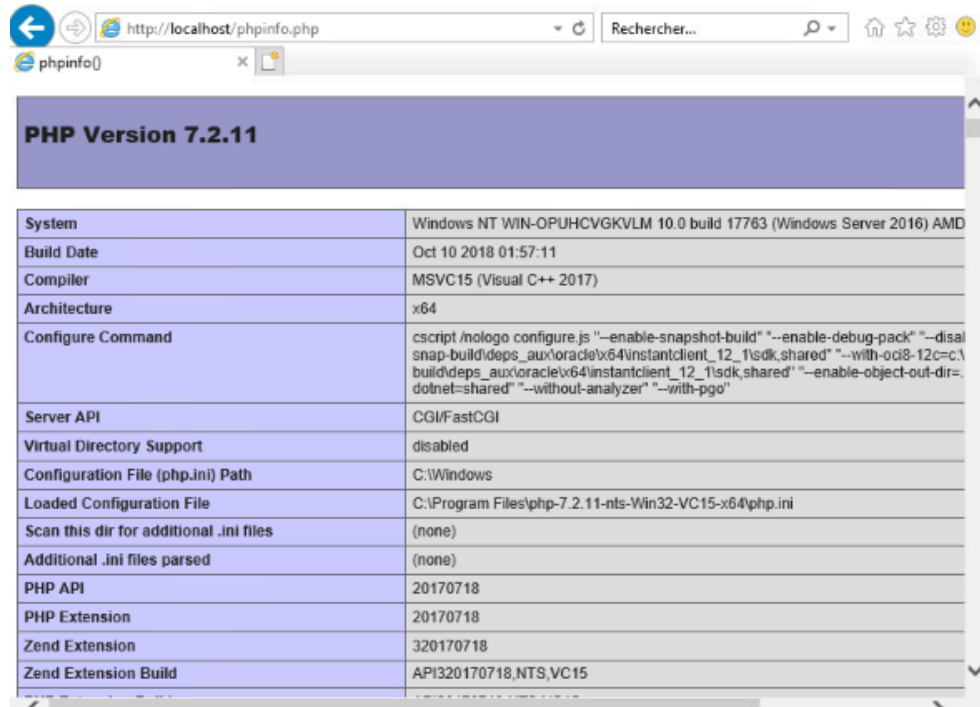 http://localhost/phpinfo.php
Rechercher...
phpinfo()
PHP Version 7.2.11
System Windows NT WIN-OPUHCVGKVLM 10.0 build 17763 (Windows Server 2016) AMD
Build Date Oct 10 2018 01:57:11
Compiler MSVC15 (Visual C++ 2017)
Architecture x64
Configure Command cscript /nologo configure.js "--enable-snapshot-build" "--enable-debug-pack" "--disal
snap-build\deps_aux\oracle\x64\instantclient_12_1\sdk,shared" "--with-oci8-12c=c:\
build\deps_aux\oracle\x64\instantclient_12_1\sdk,shared" "--enable-object-out-dir=.
dotnet=shared" "--without-analyzer" "--with-pgo"
Server API CGI/FastCGI
Virtual Directory Support disabled
Configuration File (php.ini) Path C:\Windows
Loaded Configuration File C:\Program Files\php-7.2.11-nts-Win32-VC15-x64\php.ini
Scan this dir for additional .ini files (none)
Additional .ini files parsed (none)
PHP API 20170718
PHP Extension 20170718
Zend Extension 320170718
Zend Extension Build API320170718,NTS,VC15